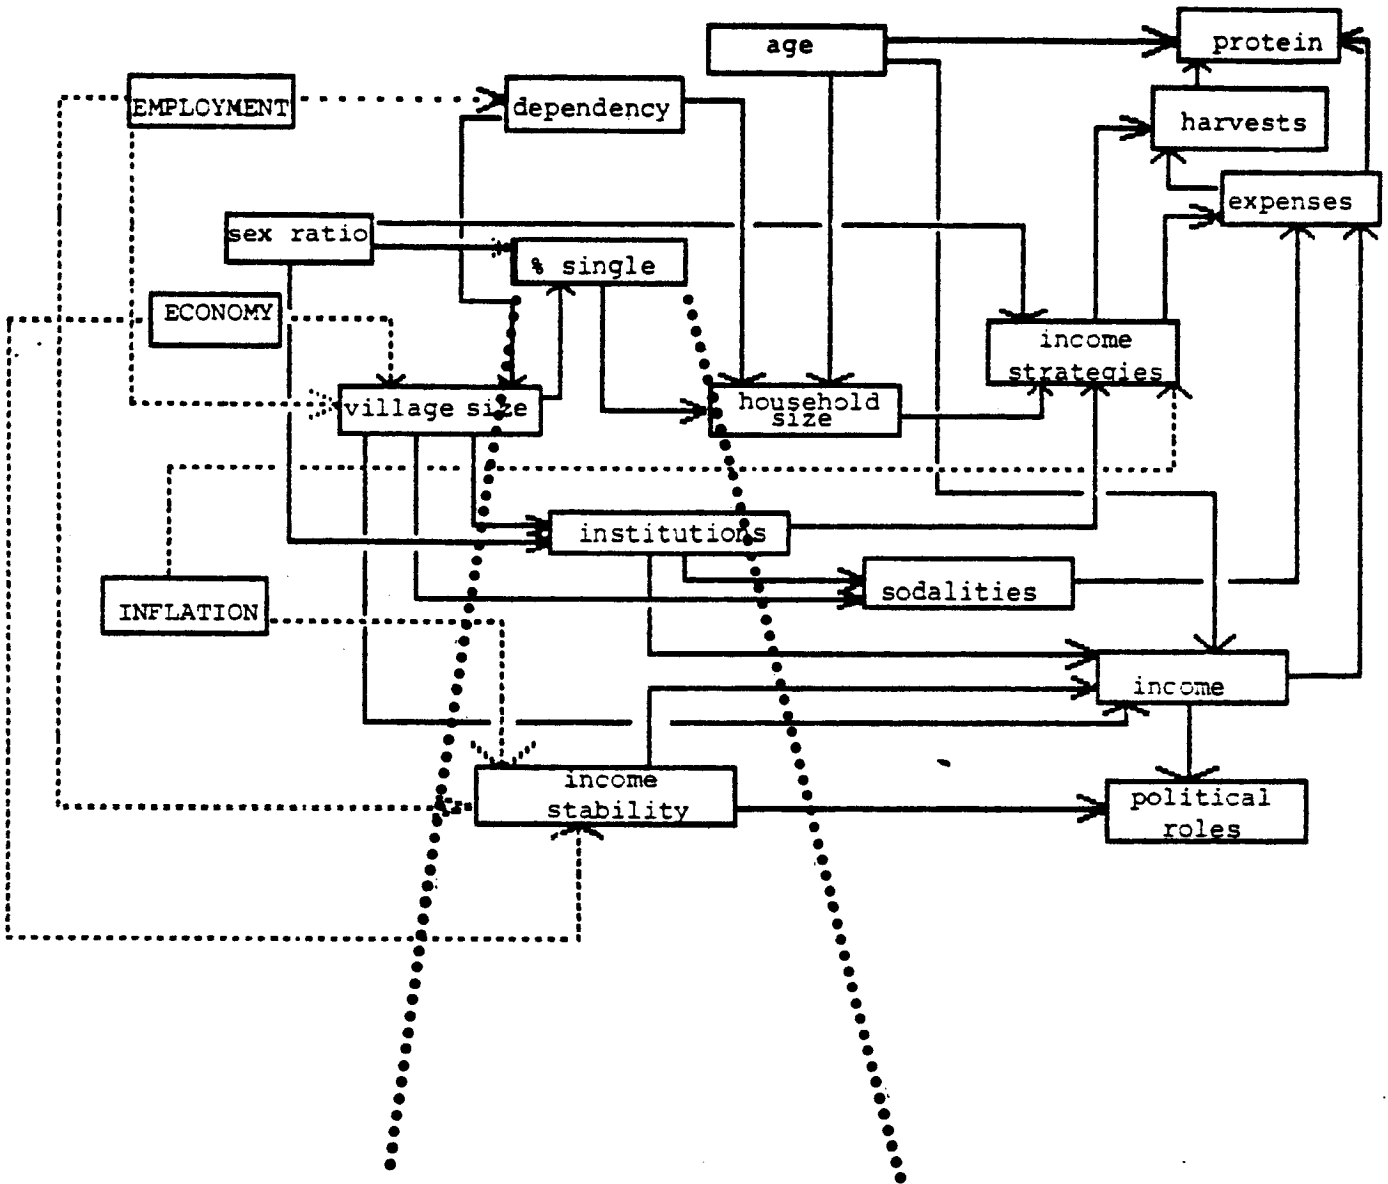 age
protein
EMPLOYMENT
dependency
harvests
expenses
sex ratio
% single
ECONOMY
income
strategies
village size
household
size
institutions
sodalities
INFLATION
income
income
stability
political
roles